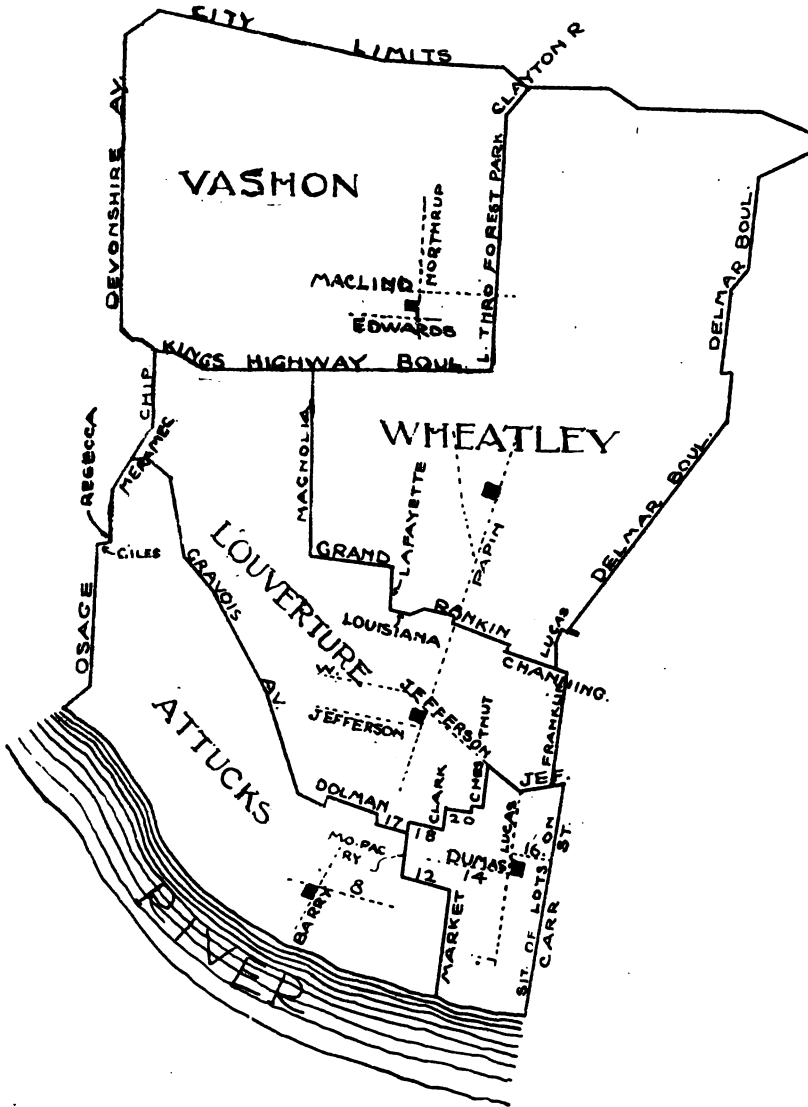 CITY LIMITS
CLAYTON R
DEVONSHIRE AV.
VASHON
NORTHRUP
L. THRO FOREST PARK
DELMAR BOUL.
MACLIND
EDWARDS
DELMAR BOUL.
KINGS HIGHWAY BOUL.
CHIP
MAGNOLIA
WHEATLEY
REBECCA
MERAMEC
LAFAYETTE
DELMAR BOUL.
PAPIN
GILES
L'OUVERTURE
GRAVOIS AV.
GRAND
OSAGE
LOUISIANA
RANKIN
LUCAS
CHANNING.
W.
JEFFERSON
FRANKLIN
JEFFERSON
ATTUCKS
CHESTNUT
DOLMAN
CLARK
JEF.
17
18
20
LUCAS
MO. PAC RY
DUMAS
16
ON ST.
12
14
8
BARRY
MARKET
SIT. OF LOTS
CARR
J
RIVER